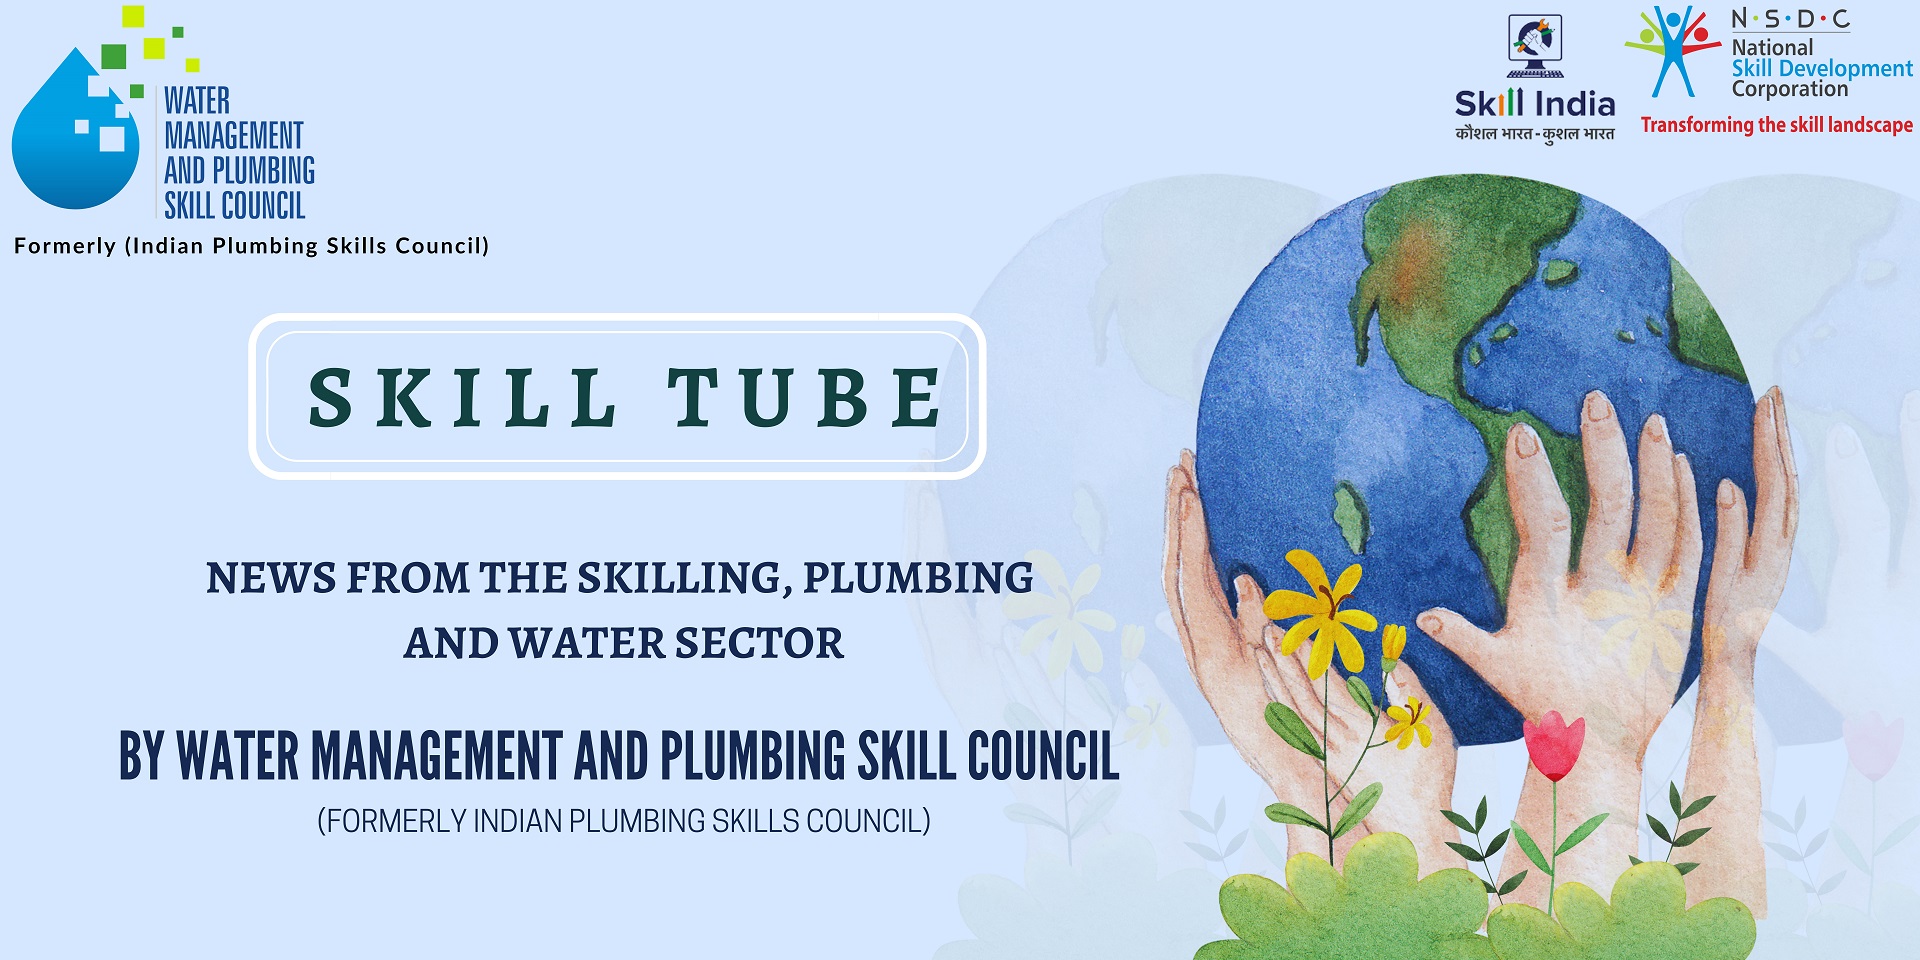 WATER
MANAGEMENT
AND PLUMBING
SKILL COUNCIL
Formerly (Indian Plumbing Skills Council)
Skill India
कौशल भारत-कुशल भारत
N·S·D·C
National
Skill Development
Corporation
Transforming the skill landscape
SKILL TUBE
NEWS FROM THE SKILLING, PLUMBING
AND WATER SECTOR
BY WATER MANAGEMENT AND PLUMBING SKILL COUNCIL
(FORMERLY INDIAN PLUMBING SKILLS COUNCIL)